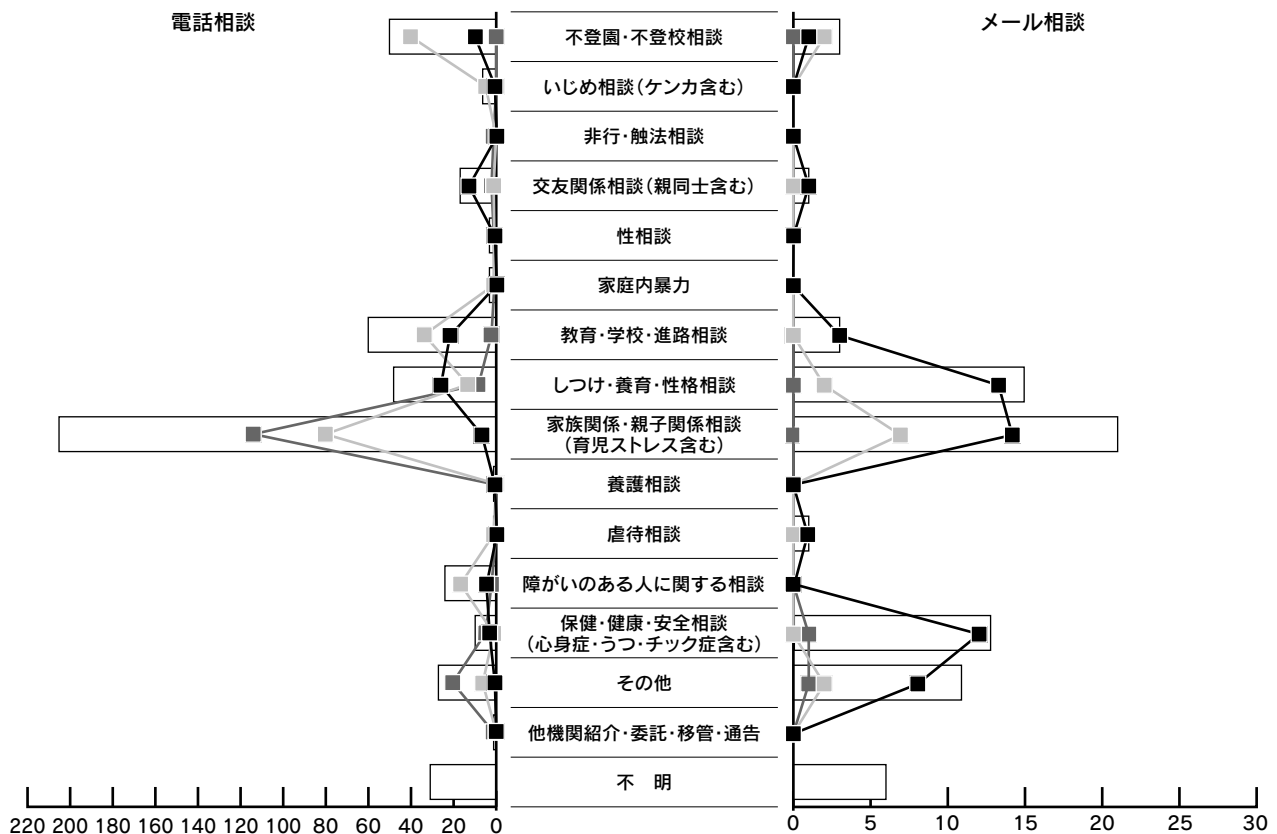 電話相談
メール相談
不登園・不登校相談
いじめ相談（ケンカ含む）
非行・触法相談
交友関係相談（親同士含む）
性相談
家庭内暴力
教育・学校・進路相談
しつけ・養育・性格相談
家族関係・親子関係相談
（育児ストレス含む）
養護相談
虐待相談
障がいのある人に関する相談
保健・健康・安全相談
（心身症・うつ・チック症含む）
その他
他機関紹介・委託・移管・通告
不　明
220 200 180 160 140 120 100 80 60 40 20 0
0 5 10 15 20 25 30